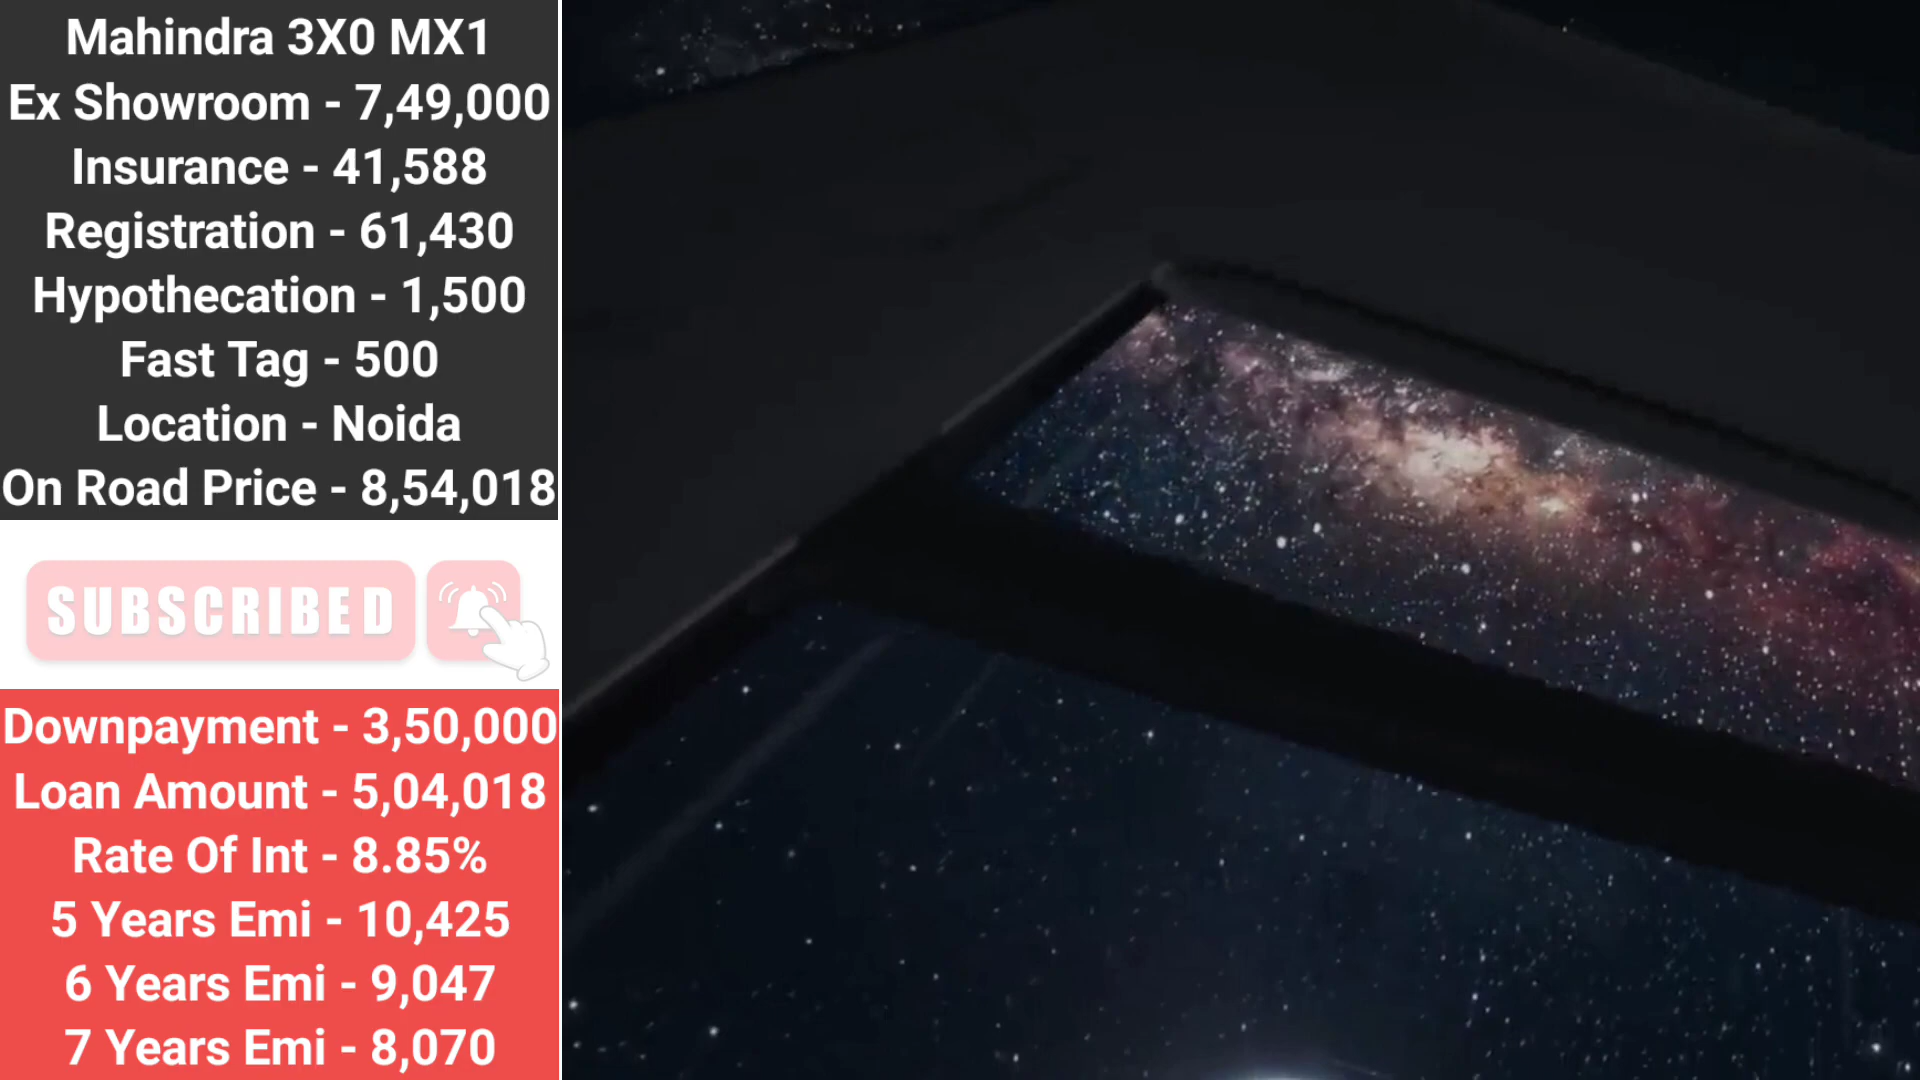 Mahindra 3X0 MX1
Ex Showroom - 7,49,000
Insurance - 41,588
Registration - 61,430
Hypothecation - 1,500
Fast Tag - 500
Location - Noida
On Road Price - 8,54,018
SUBSCRIBED
Downpayment - 3,50,000
Loan Amount - 5,04,018
Rate Of Int - 8.85%
5 Years Emi - 10,425
6 Years Emi - 9,047
7 Years Emi - 8,070